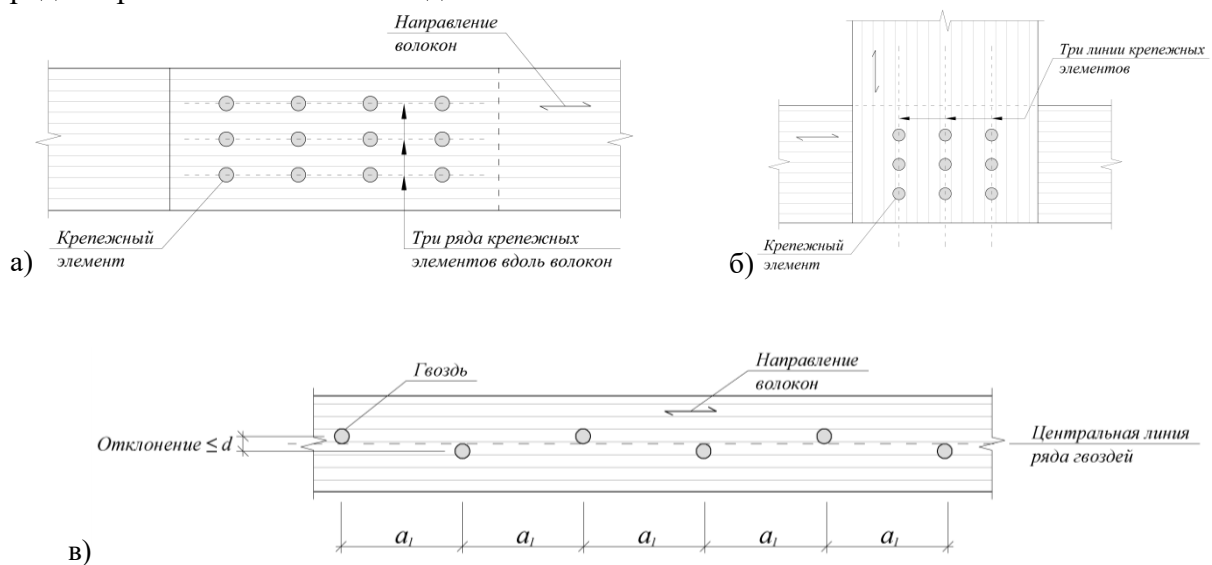 Направление
волокон
Крепежный
элемент
Три ряда крепежных
элементов вдоль волокон
а)
Три линии крепежных
элементов
Крепежный
элемент
б)
Гвоздь
Направление
волокон
Отклонение ≤ d
Центральная линия
ряда гвоздей
a₁ a₁ a₁ a₁ a₁
в)